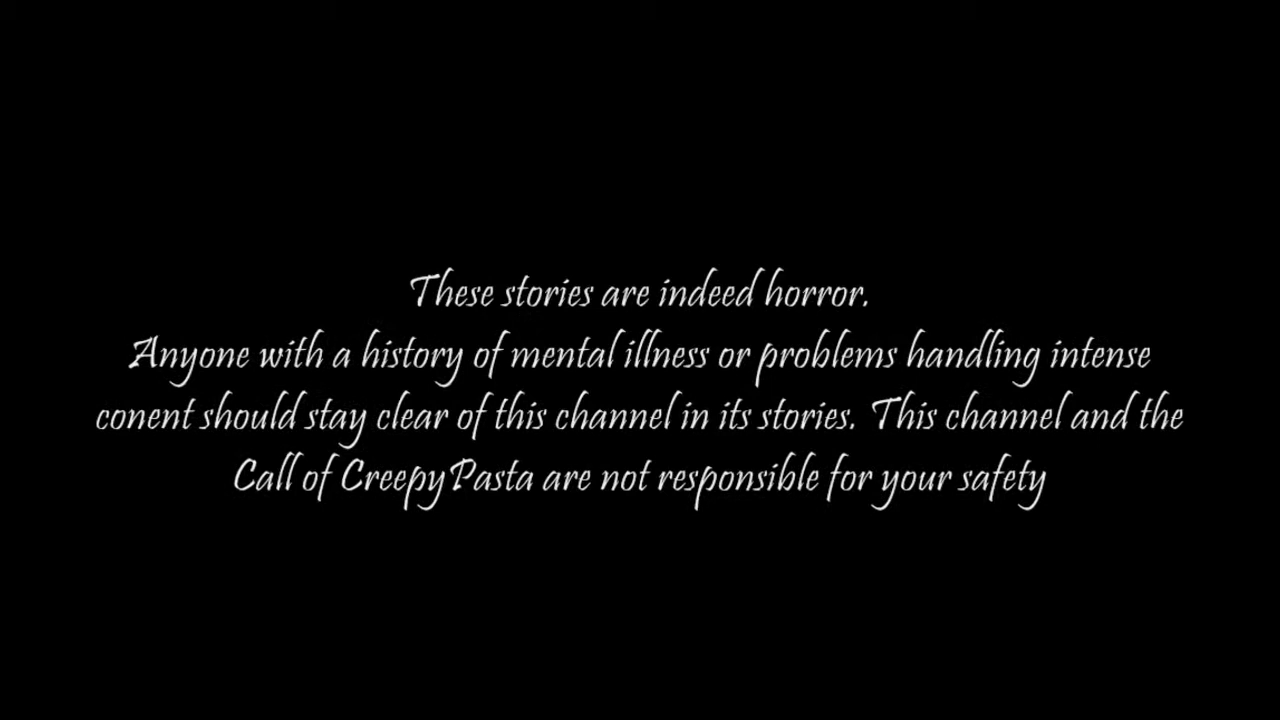 These stories are indeed horror.
Anyone with a history of mental illness or problems handling intense
conent should stay clear of this channel in its stories. This channel and the
Call of CreepyPasta are not responsible for your safety